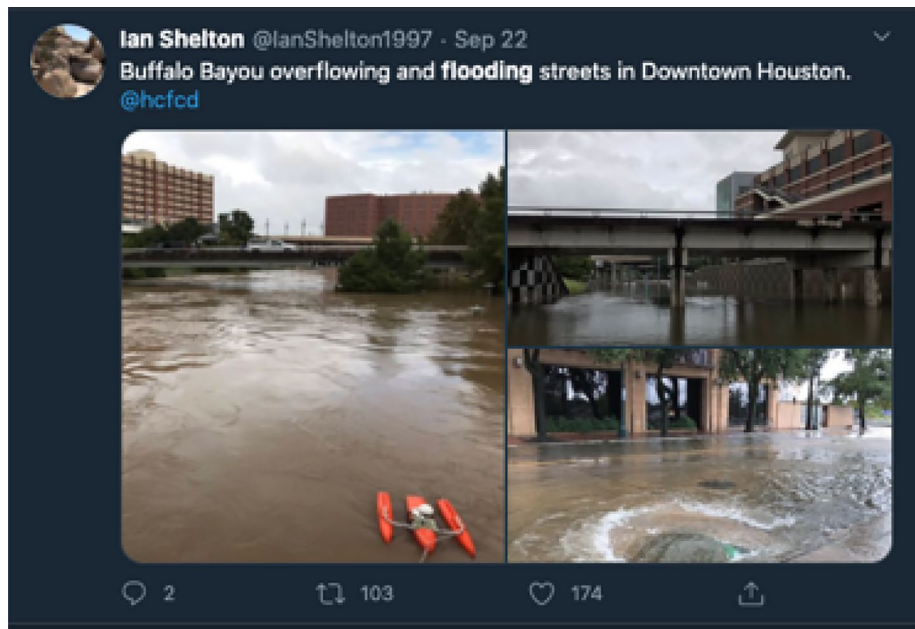 Ian Shelton @IanShelton1997 · Sep 22
Buffalo Bayou overflowing and flooding streets in Downtown Houston.
@hcfcd
2 103 174